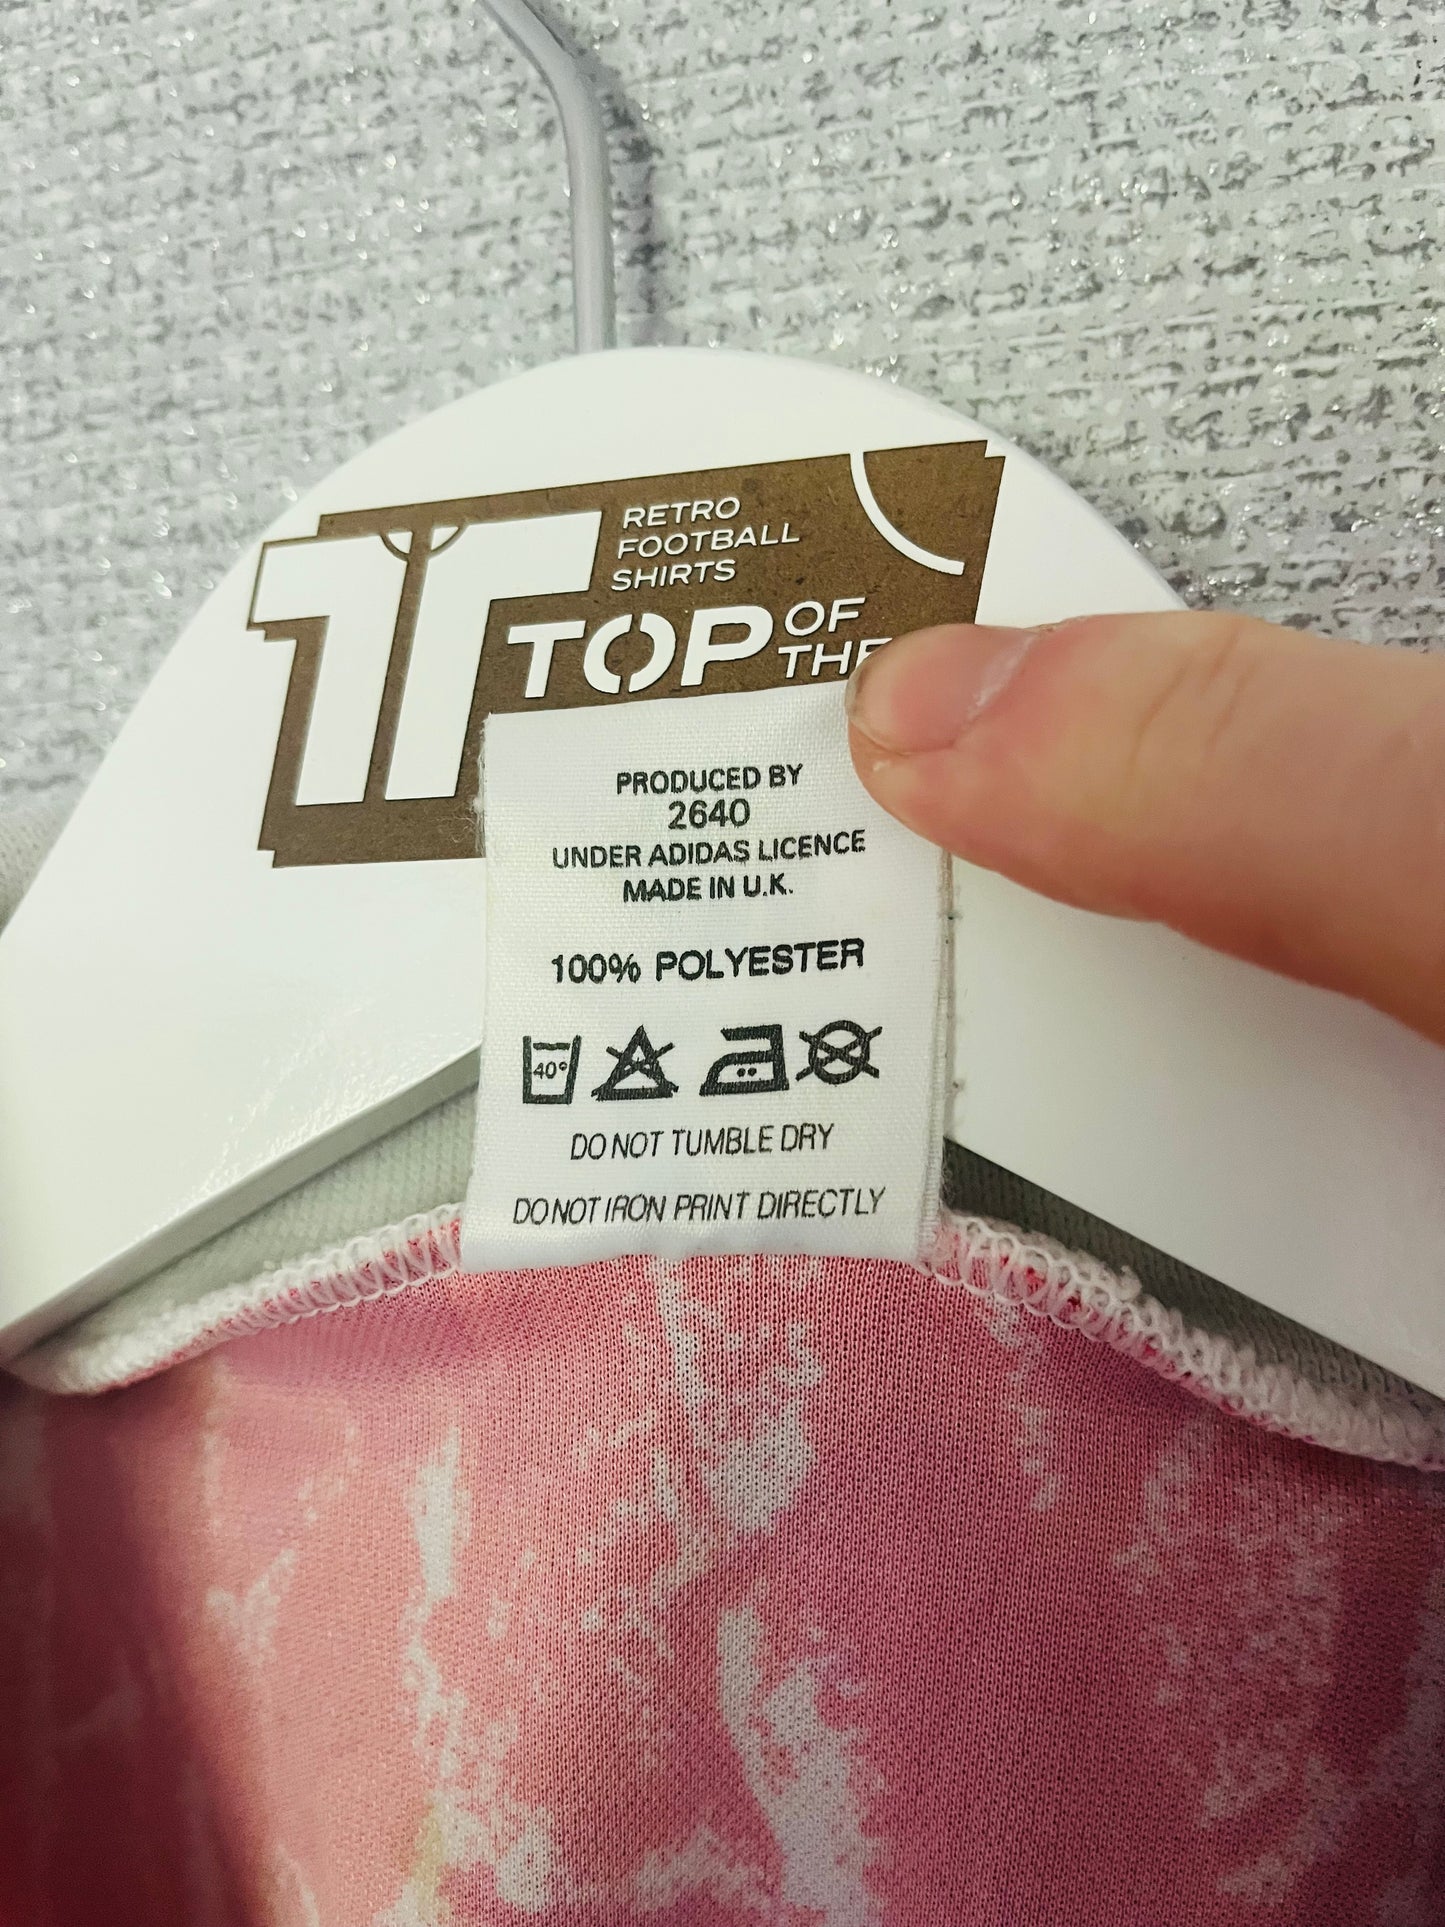 RETRO
FOOTBALL
SHIRTS
TOP OF
THE
PRODUCED BY
2640
UNDER ADIDAS LICENCE
MADE IN U.K.
100% POLYESTER
40°
DO NOT TUMBLE DRY
DO NOT IRON PRINT DIRECTLY